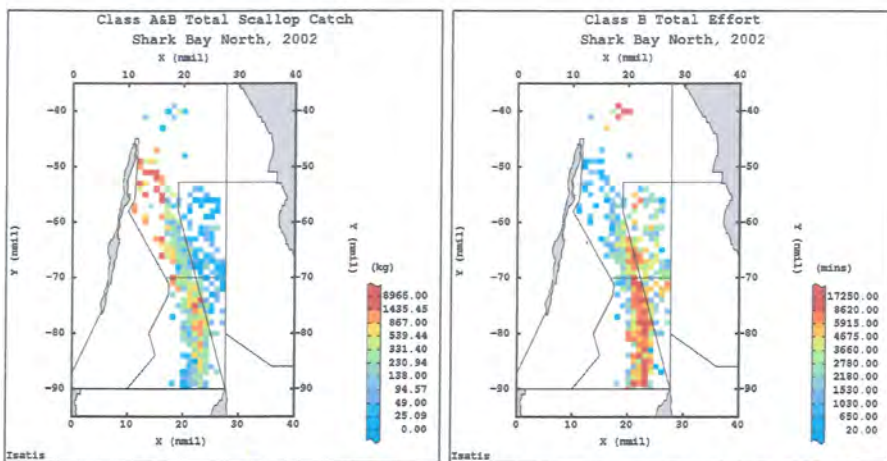 Class A&B Total Scallop Catch
Shark Bay North, 2002
X (nmil)
0 10 20 30 40
-40 -40
-50 -50
-60 -60
-70 -70
-80 -80
-90 -90
Y (nmil)
Y (nmil)
(kg)
6965.00
1435.45
867.00
539.44
331.40
230.94
138.00
94.57
49.00
25.09
0.00
0 10 20 30 40
X (nmil)
Isatis
Class B Total Effort
Shark Bay North, 2002
X (nmil)
0 10 20 30 40
-40 -40
-50 -50
-60 -60
-70 -70
-80 -80
-90 -90
Y (nmil)
Y (nmil)
(mins)
17250.00
8620.00
5915.00
4675.00
3660.00
2780.00
2180.00
1530.00
1030.00
650.00
20.00
0 10 20 30 40
X (nmil)
Isatis